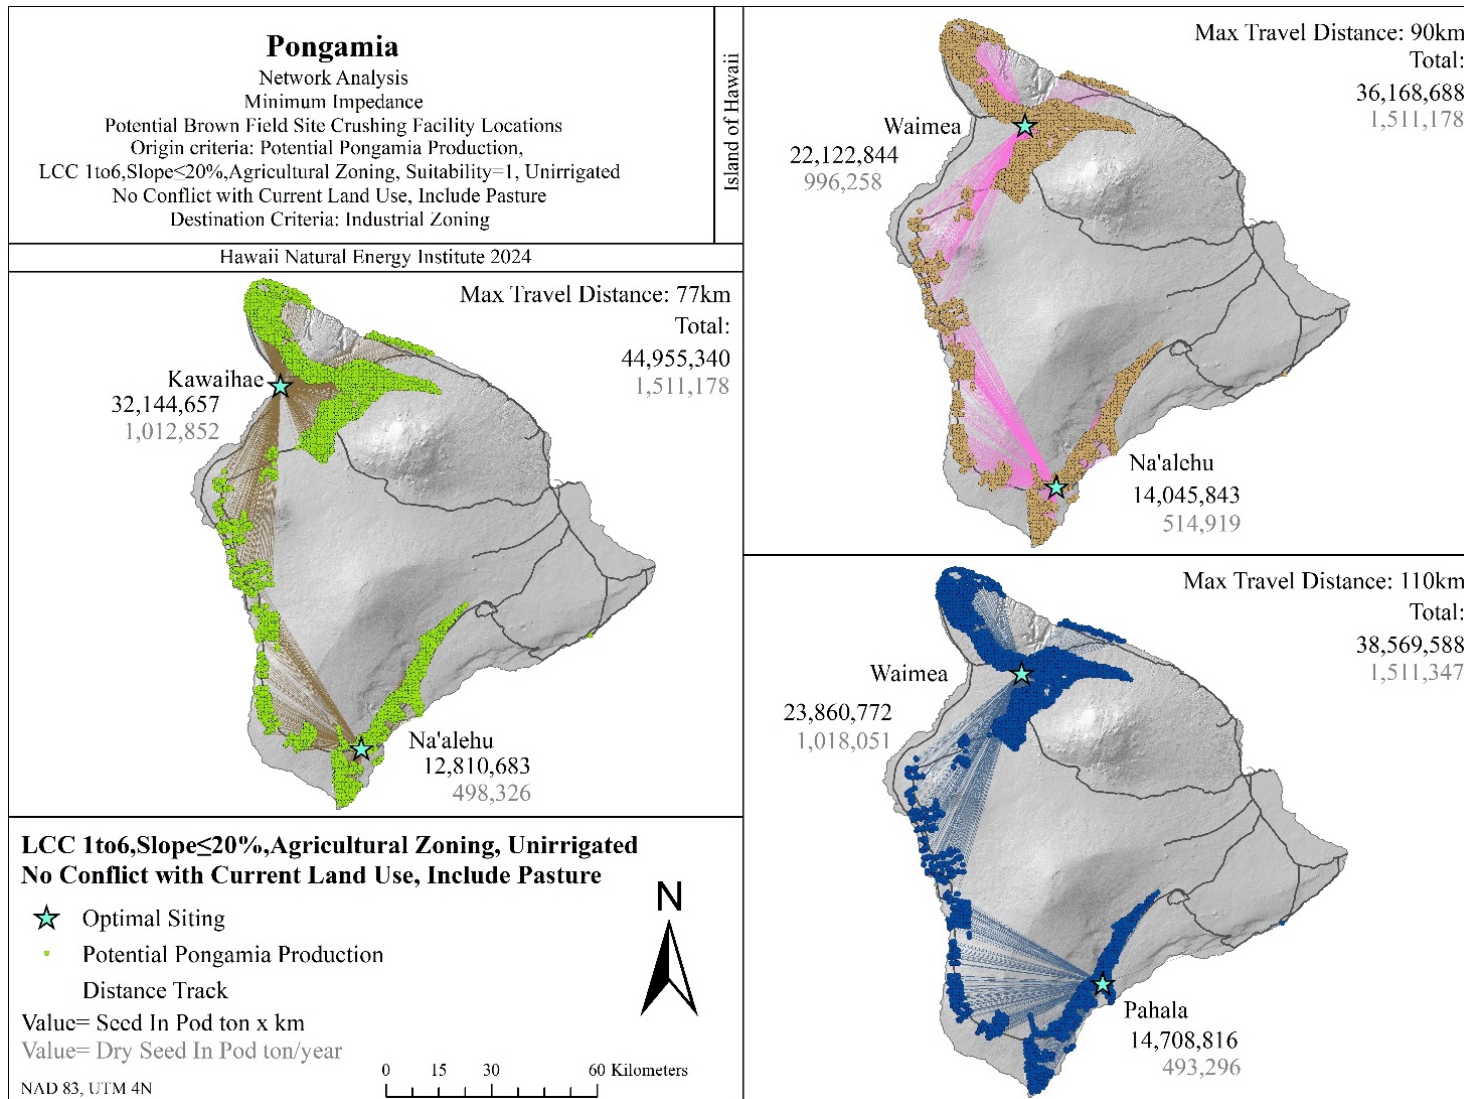 Pongamia
Network Analysis
Minimum Impedance
Potential Brown Field Site Crushing Facility Locations
Origin criteria: Potential Pongamia Production,
LCC 1to6,Slope≤20%,Agricultural Zoning, Suitability=1, Unirrigated
No Conflict with Current Land Use, Include Pasture
Destination Criteria: Industrial Zoning
Island of Hawaii
Hawaii Natural Energy Institute 2024
Max Travel Distance: 77km
Total:
44,955,340
1,511,178
Kawaihae
32,144,657
1,012,852
Na'alehu
12,810,683
498,326
Max Travel Distance: 90km
Total:
36,168,688
1,511,178
Waimea
22,122,844
996,258
Na'alehu
14,045,843
514,919
Max Travel Distance: 110km
Total:
38,569,588
1,511,347
Waimea
23,860,772
1,018,051
Pahala
14,708,816
493,296
LCC 1to6,Slope≤20%,Agricultural Zoning, Unirrigated
No Conflict with Current Land Use, Include Pasture
Optimal Siting
Potential Pongamia Production
Distance Track
Value= Seed In Pod ton x km
Value= Dry Seed In Pod ton/year
NAD 83, UTM 4N
N
0 15 30 60 Kilometers